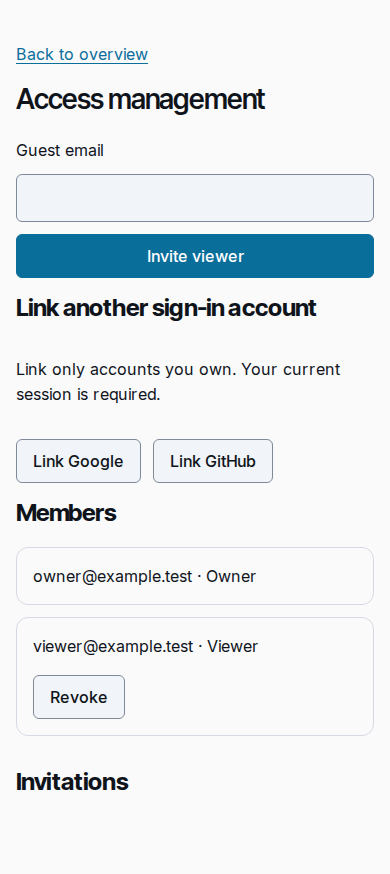 Back to overview
Access management
Guest email
Invite viewer
Link another sign-in account
Link only accounts you own. Your current
session is required.
Link Google
Link GitHub
Members
owner@example.test · Owner
viewer@example.test · Viewer
Revoke
Invitations